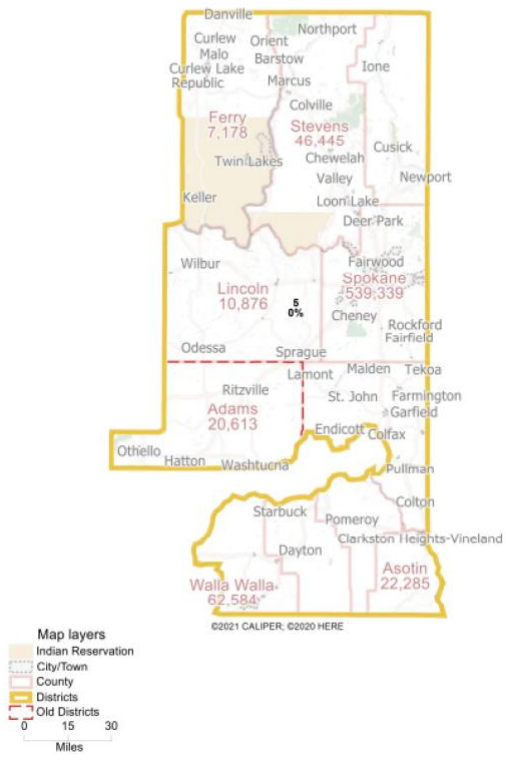 Danville
Northport
Curlew
Orient
Malo
Barstow
Ione
Curlew Lake
Republic
Marcus
Colville
Ferry
7,178
Stevens
46,445
Cusick
Twin Lakes
Chewelah
Valley
Newport
Keller
Loon Lake
Deer Park
Wilbur
Fairwood
Lincoln
10,876
Spokane
539,339
5
0%
Cheney
Rockford
Fairfield
Odessa
Sprague
Lamont
Malden
Tekoa
Ritzville
St. John
Farmington
Adams
20,613
Garfield
Endicott
Colfax
Othello
Hatton
Washtucna
Pullman
Starbuck
Pomeroy
Colton
Clarkston Heights-Vineland
Dayton
Asotin
22,285
Walla Walla
62,584
©2021 CALIPER; ©2020 HERE
Map layers
Indian Reservation
City/Town
County
Districts
Old Districts
0 15 30
Miles